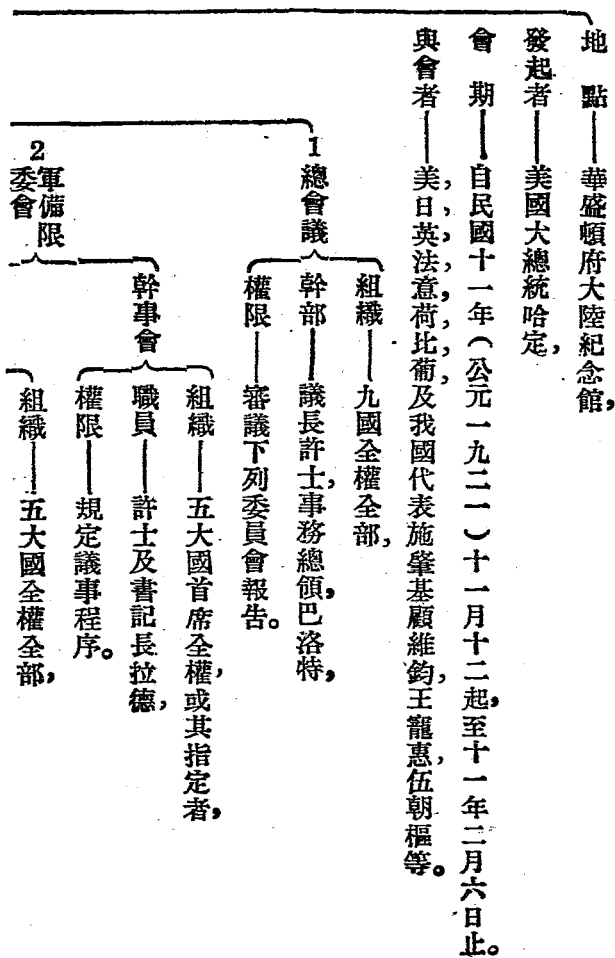 地點——華盛頓府大陸紀念館,
發起者——美國大總統哈定,
會期——自民國十一年(公元一九二一)十一月十二起,至十一年二月六日止。
與會者——美,日,英,法,意,荷,比,葡及我國代表施肇基,顧維鈞,王寵惠,伍朝樞等。
1總會議
組織——九國全權全部,
幹部——議長許士,事務總領,巴洛特,
權限——審議下列委員會報告。
2軍備限委會
幹事會
組織——五大國首席全權,或其指定者,
職員——許士及書記長拉德,
權限——規定議事程序。
組織——五大國全權全部,